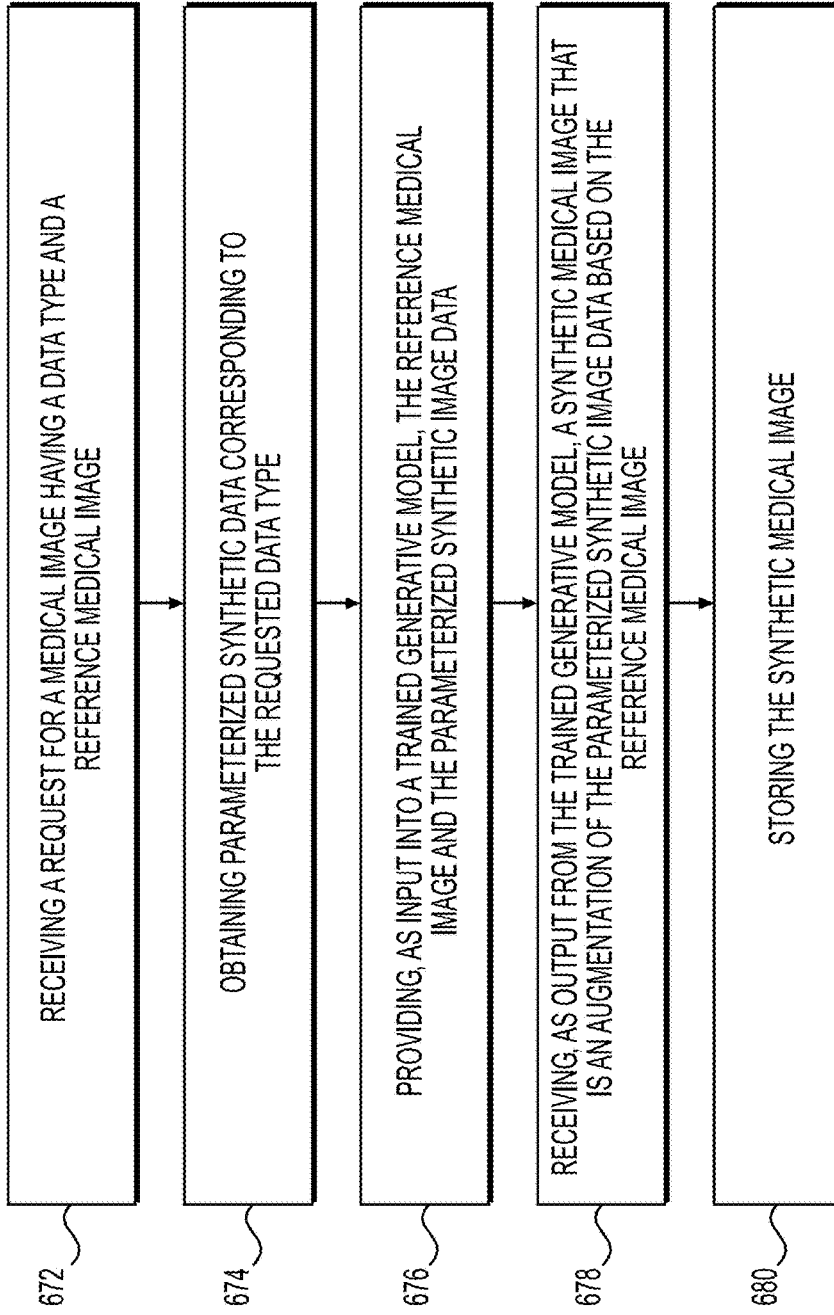 672
RECEIVING A REQUEST FOR A MEDICAL IMAGE HAVING A DATA TYPE AND A
REFERENCE MEDICAL IMAGE
674
OBTAINING PARAMETERIZED SYNTHETIC DATA CORRESPONDING TO
THE REQUESTED DATA TYPE
676
PROVIDING, AS INPUT INTO A TRAINED GENERATIVE MODEL, THE REFERENCE MEDICAL
IMAGE AND THE PARAMETERIZED SYNTHETIC IMAGE DATA
678
RECEIVING, AS OUTPUT FROM THE TRAINED GENERATIVE MODEL, A SYNTHETIC MEDICAL IMAGE THAT
IS AN AUGMENTATION OF THE PARAMETERIZED SYNTHETIC IMAGE DATA BASED ON THE
REFERENCE MEDICAL IMAGE
680
STORING THE SYNTHETIC MEDICAL IMAGE